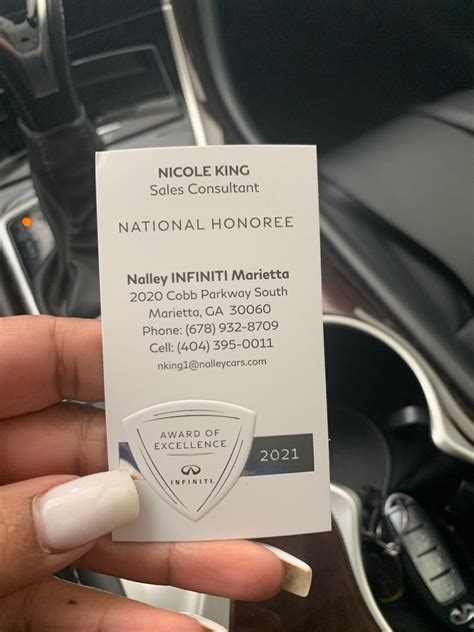 NICOLE KING
Sales Consultant
NATIONAL HONOREE
Nalley INFINITI Marietta
2020 Cobb Parkway South
Marietta, GA 30060
Phone: (678) 932-8709
Cell: (404) 395-0011
nking1@nalleycars.com
AWARD OF
EXCELLENCE
INFINITI
2021